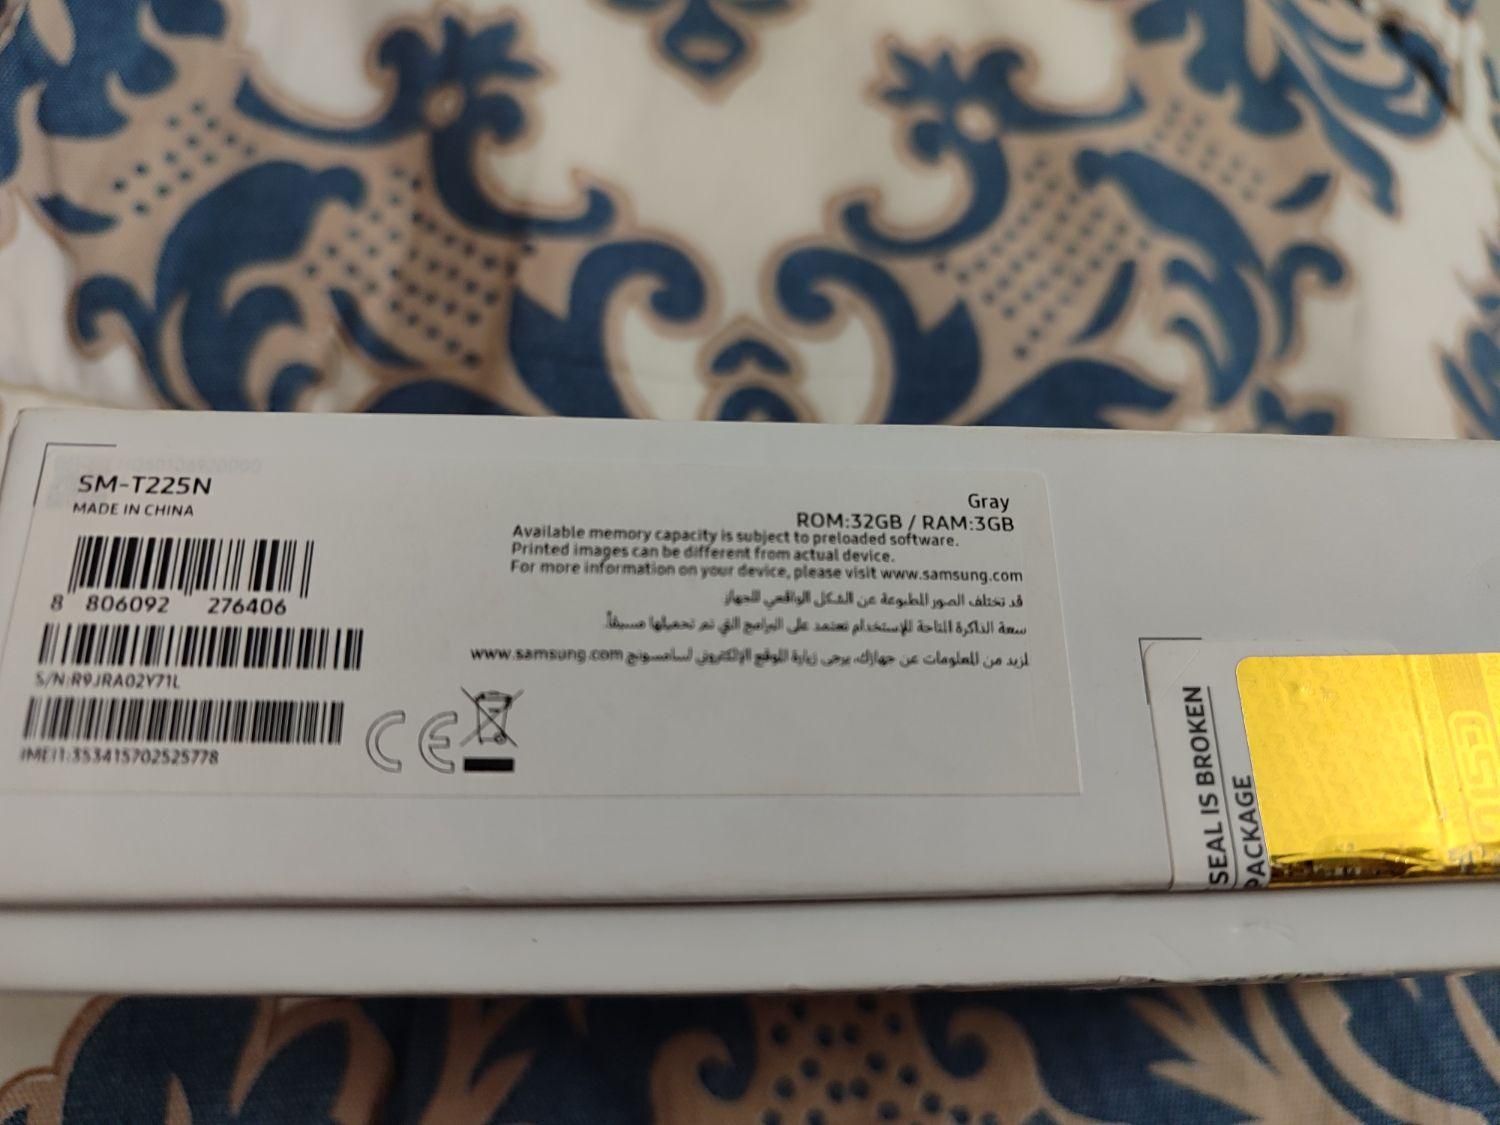 SM-T225N
MADE IN CHINA
8 806092 276406
S/N:R9JRA02Y71L
IMEI1:353415702525778
Gray
ROM:32GB / RAM:3GB
Available memory capacity is subject to preloaded software.
Printed images can be different from actual device.
For more information on your device, please visit www.samsung.com
قد تختلف الصور المطبوعة عن الشكل الواقعي للجهاز.
سعة الذاكرة المتاحة للإستخدام تعتمد على البرامج التي تم تحميلها مسبقاً.
لمزيد من المعلومات عن جهازك، يرجى زيارة الموقع الإلكتروني لسامسونج www.samsung.com
CE
SEAL IS BROKEN
PACKAGE